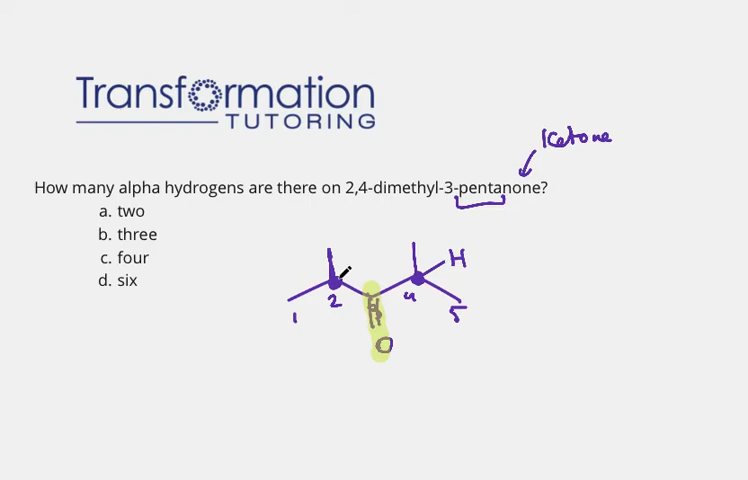 Transformation
TUTORING
Ketone
How many alpha hydrogens are there on 2,4-dimethyl-3-pentanone?
a. two
b. three
c. four
d. six
H
2
4
1
3
5
O